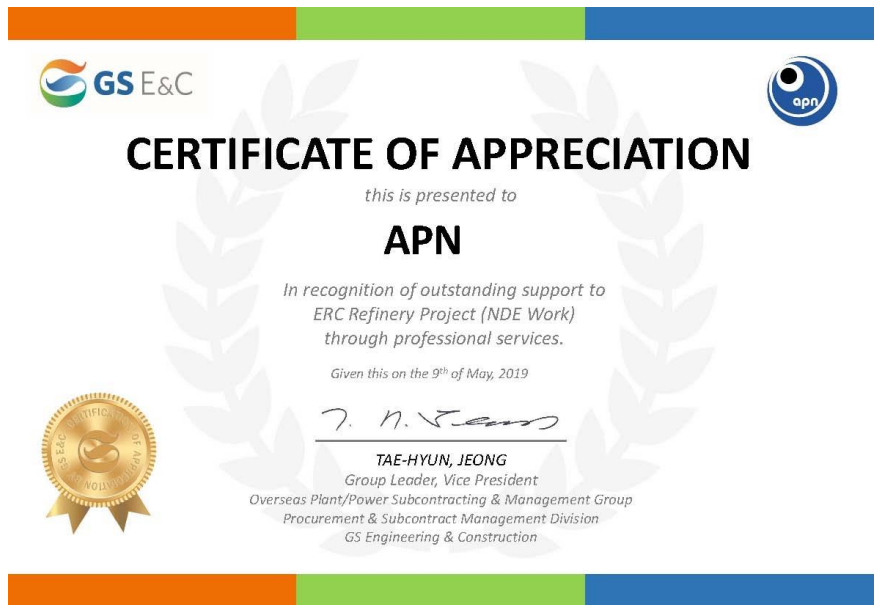 GS E&C
apn
CERTIFICATE OF APPRECIATION
this is presented to
APN
In recognition of outstanding support to
ERC Refinery Project (NDE Work)
through professional services.
Given this on the 9th of May, 2019
T. H. Jeong
TAE-HYUN, JEONG
Group Leader, Vice President
Overseas Plant/Power Subcontracting & Management Group
Procurement & Subcontract Management Division
GS Engineering & Construction